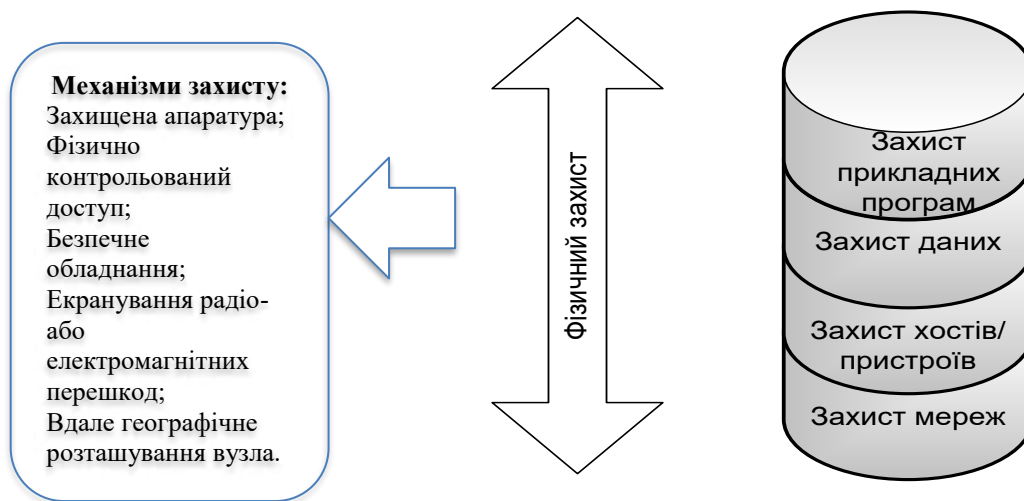 Механізми захисту:
Захищена апаратура;
Фізично
контрольований
доступ;
Безпечне
обладнання;
Екранування радіо-
або
електромагнітних
перешкод;
Вдале географічне
розташування вузла.
Фізичний захист
Захист
прикладних
програм
Захист даних
Захист хостів/
пристроїв
Захист мереж